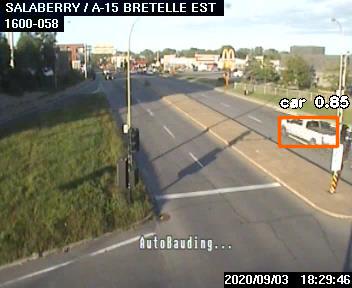 SALABERRY / A-15 BRETELLE EST
1600-058
car 0.85
AutoBauding...
2020/09/03 18:29:46